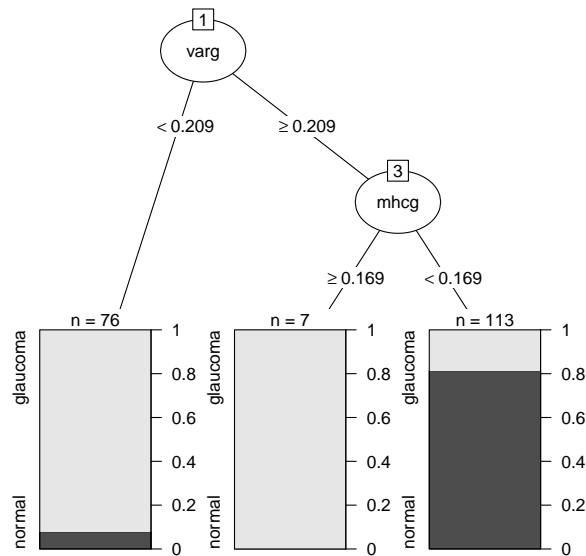 1
varg
< 0.209
≥ 0.209
3
mhcg
≥ 0.169
< 0.169
n = 76
normal
glaucoma
0
0.2
0.4
0.6
0.8
1
n = 7
normal
glaucoma
0
0.2
0.4
0.6
0.8
1
n = 113
normal
glaucoma
0
0.2
0.4
0.6
0.8
1